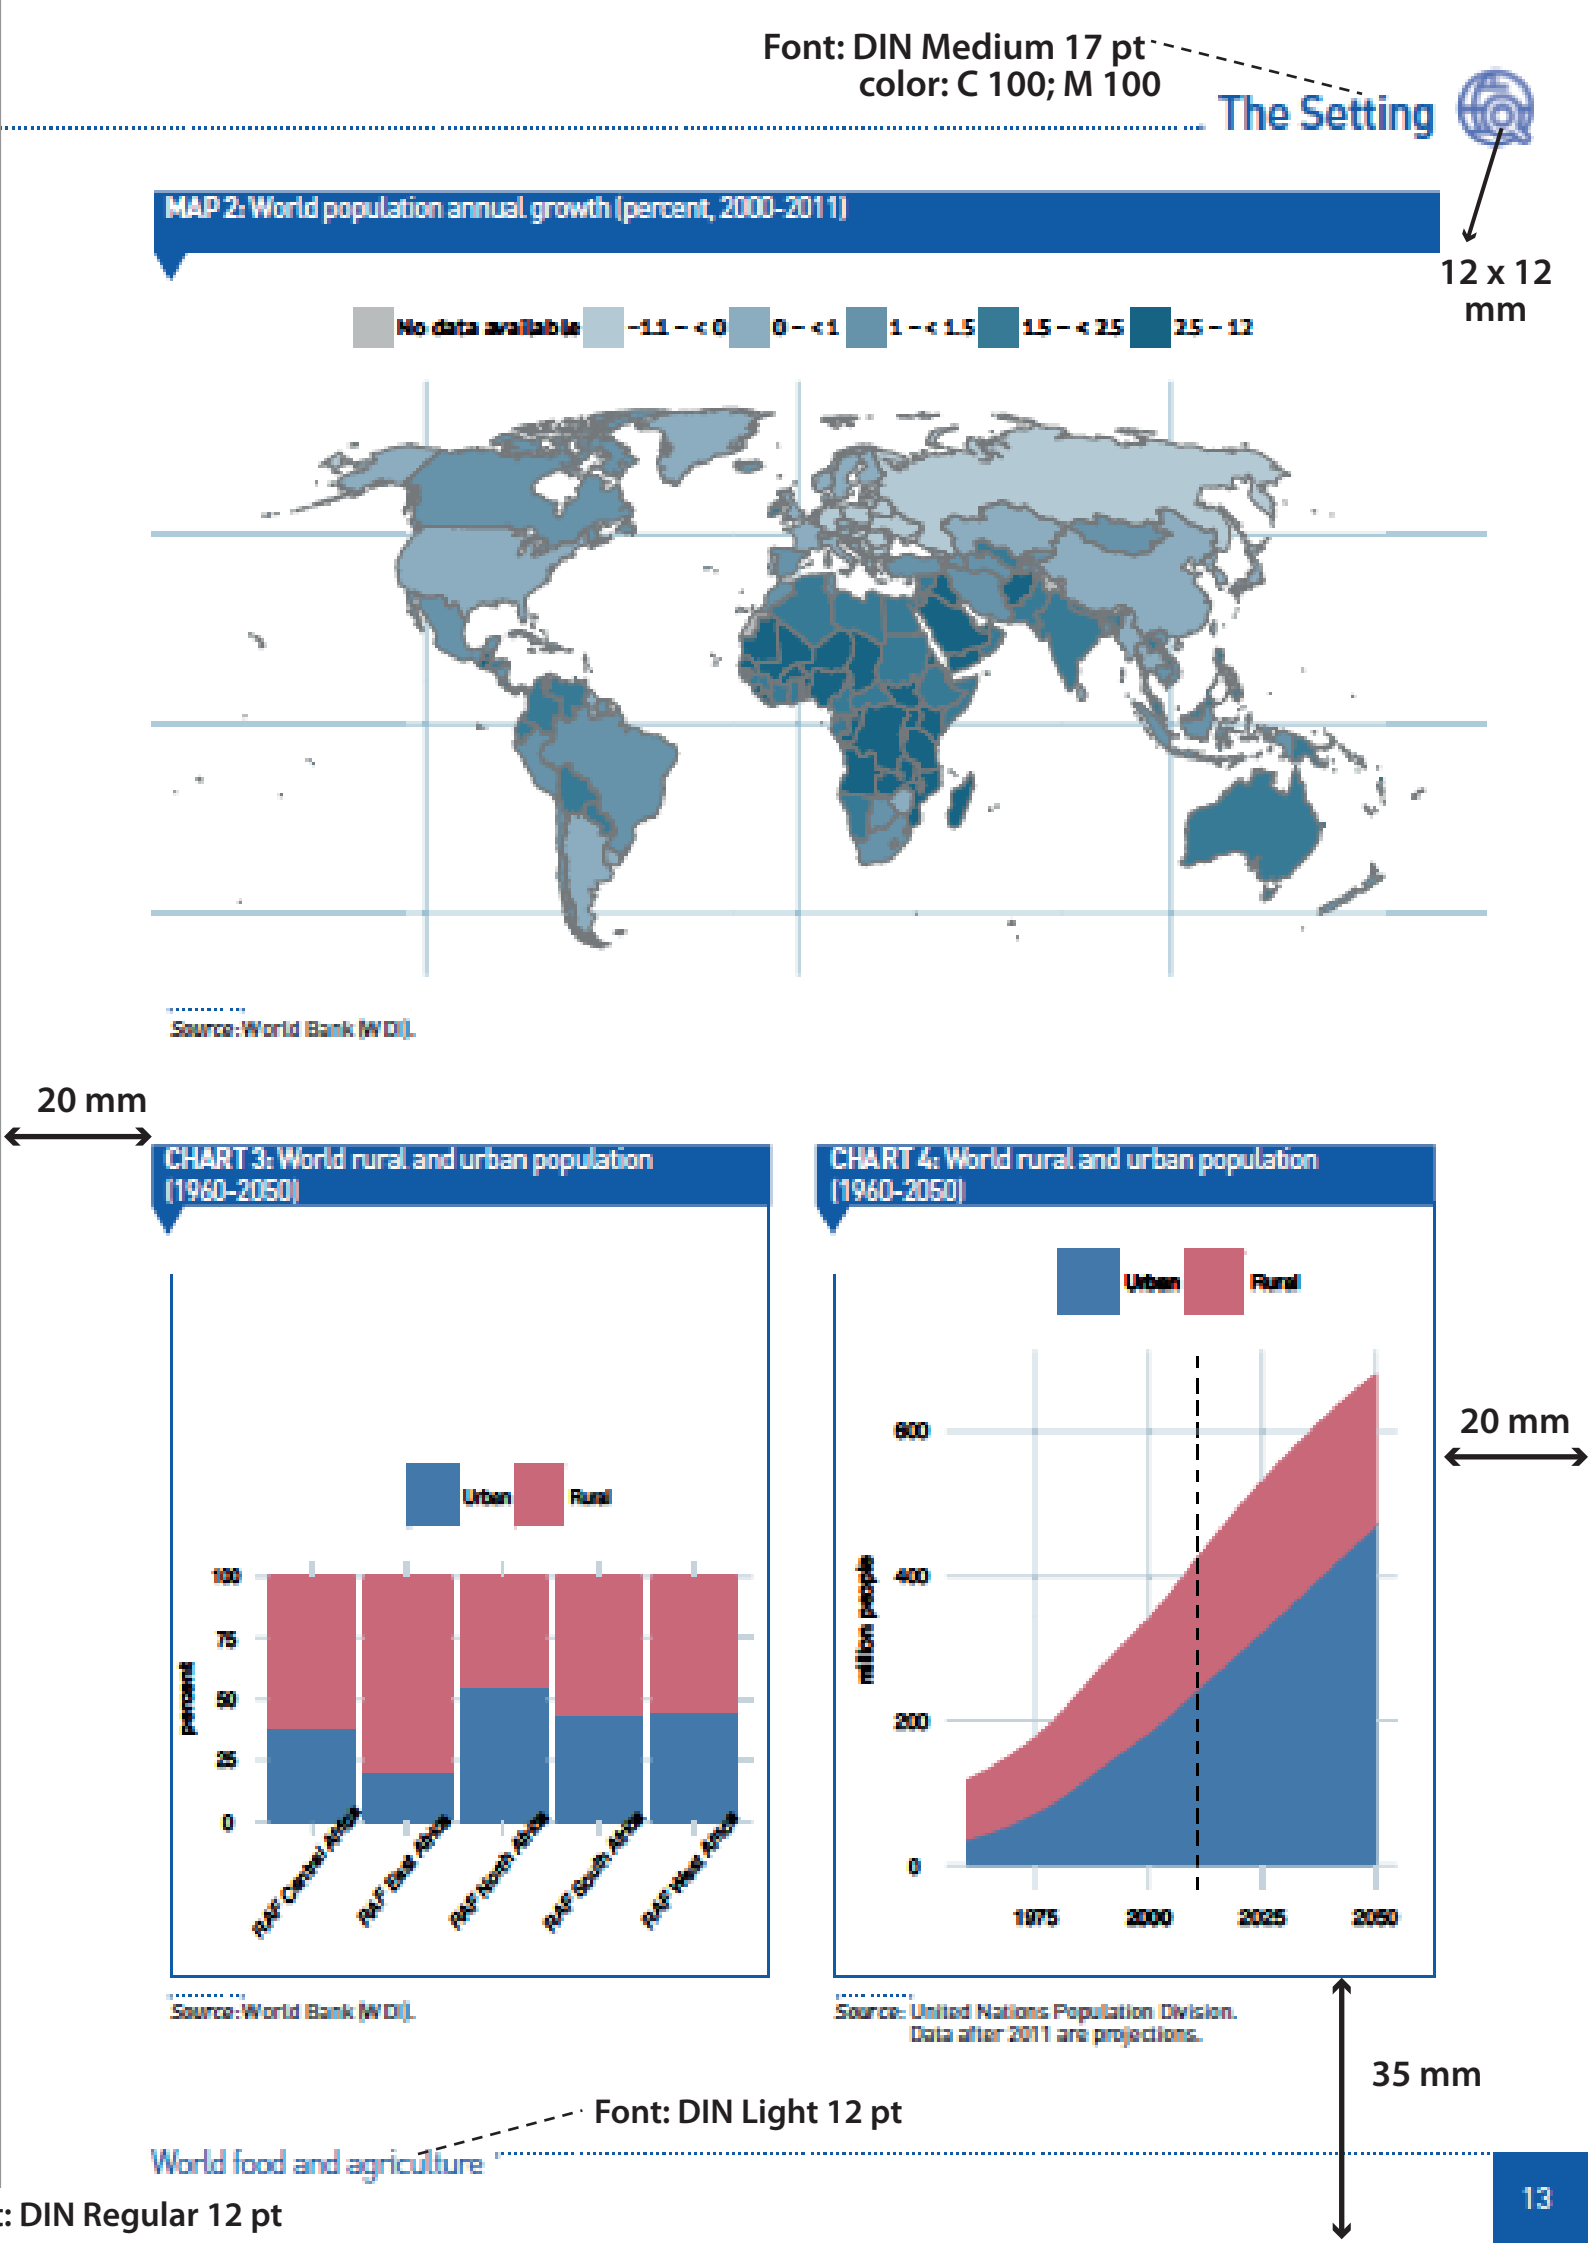 Font: DIN Medium 17 pt
color: C 100; M 100
The Setting
MAP 2: World population annual growth (percent, 2000-2011)
12 x 12
mm
No data available −1.1 – < 0 0 – < 1 1 – < 1.5 1.5 – < 2.5 2.5 – 12
Source: World Bank (WDI).
20 mm
CHART 3: World rural and urban population
(1960-2050)
Urban Rural
100
75
50
25
0
percent
RAF Central Africa
RAF East Africa
RAF North Africa
RAF South Africa
RAF West Africa
Source: World Bank (WDI).
CHART 4: World rural and urban population
(1960-2050)
Urban Rural
600
400
200
0
million people
1975 2000 2025 2050
20 mm
Source: United Nations Population Division.
Data after 2011 are projections.
35 mm
Font: DIN Light 12 pt
World food and agriculture
13
t: DIN Regular 12 pt